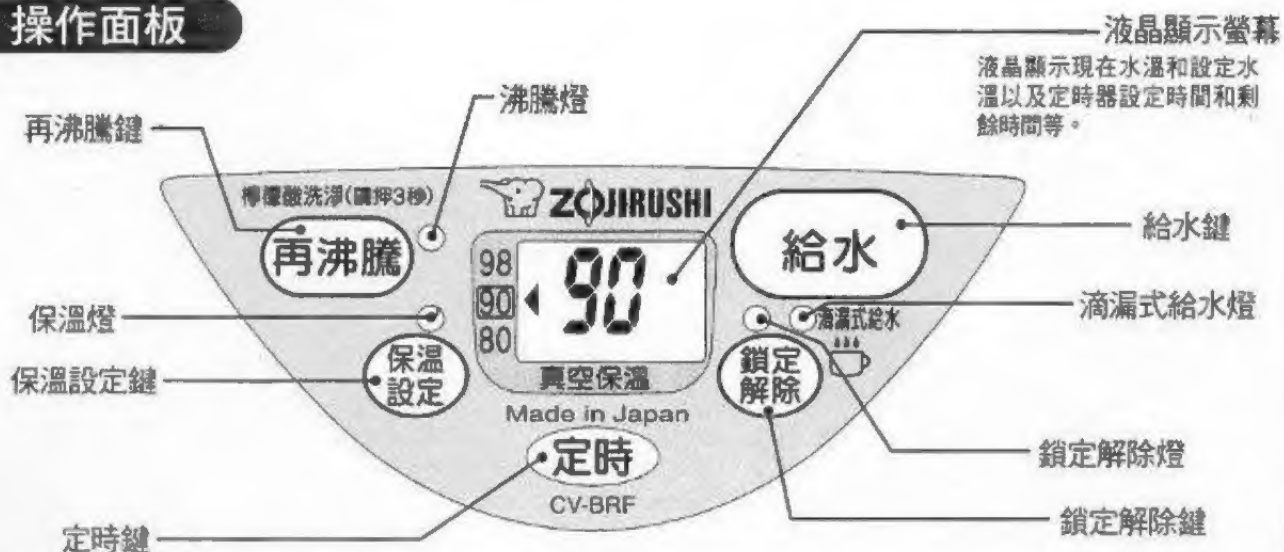 操作面板
液晶顯示螢幕
液晶顯示現在水溫和設定水
溫以及定時器設定時間和剩
餘時間等。
沸騰燈
再沸騰鍵
檸檬酸洗淨(請押3秒)
ZOJIRUSHI
再沸騰
給水
給水鍵
98
90
80
90
保溫燈
滴漏式給水
滴漏式給水燈
保溫
設定
保溫設定鍵
真空保溫
鎖定
解除
Made in Japan
定時
鎖定解除燈
CV-BRF
鎖定解除鍵
定時鍵